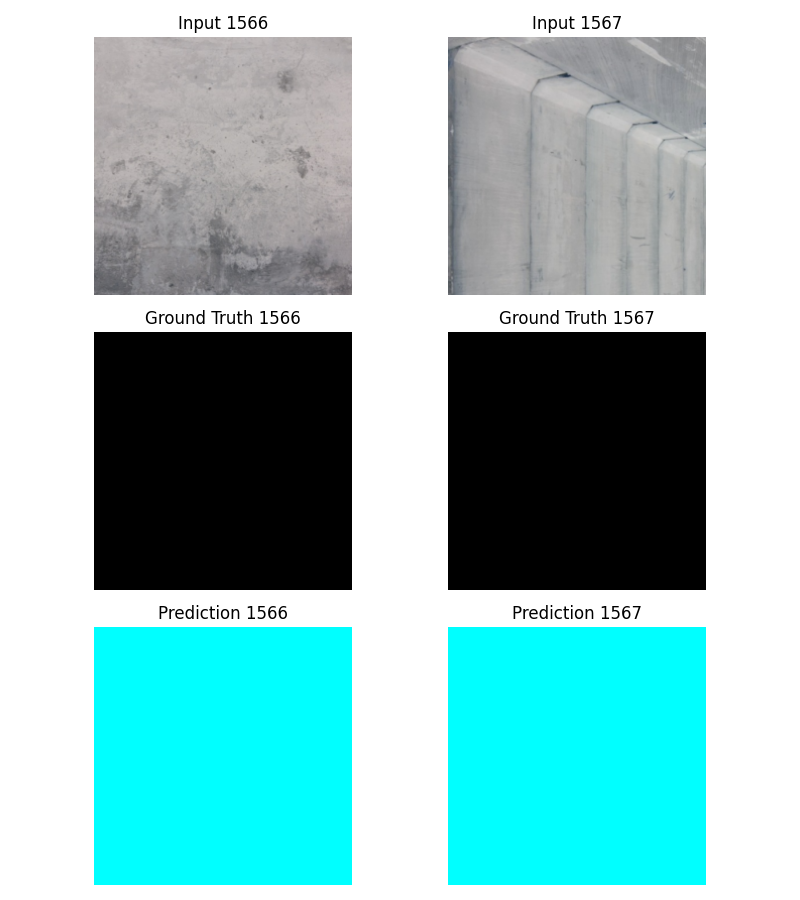 Input 1566
Input 1567
Ground Truth 1566
Ground Truth 1567
Prediction 1566
Prediction 1567